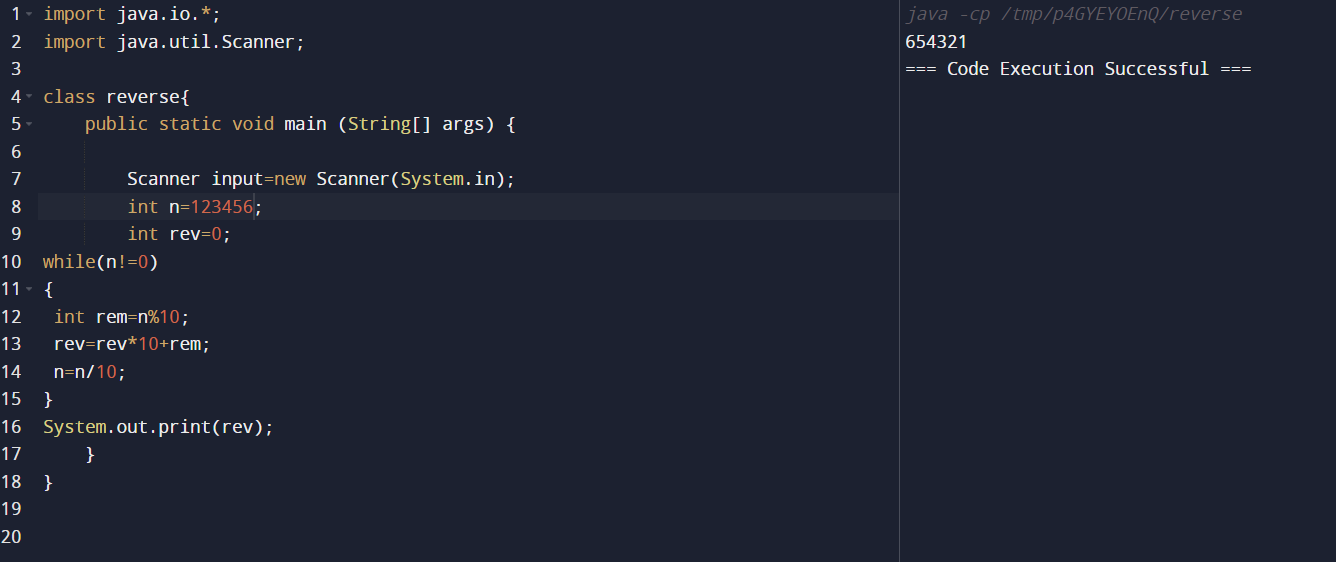 1 import java.io.*;
2 import java.util.Scanner;
3
4 class reverse{
5     public static void main (String[] args) {
6
7         Scanner input=new Scanner(System.in);
8         int n=123456;
9         int rev=0;
10 while(n!=0)
11 {
12  int rem=n%10;
13  rev=rev*10+rem;
14  n=n/10;
15 }
16 System.out.print(rev);
17     }
18 }
19
20
java -cp /tmp/p4GYEYOEnQ/reverse
654321
=== Code Execution Successful ===